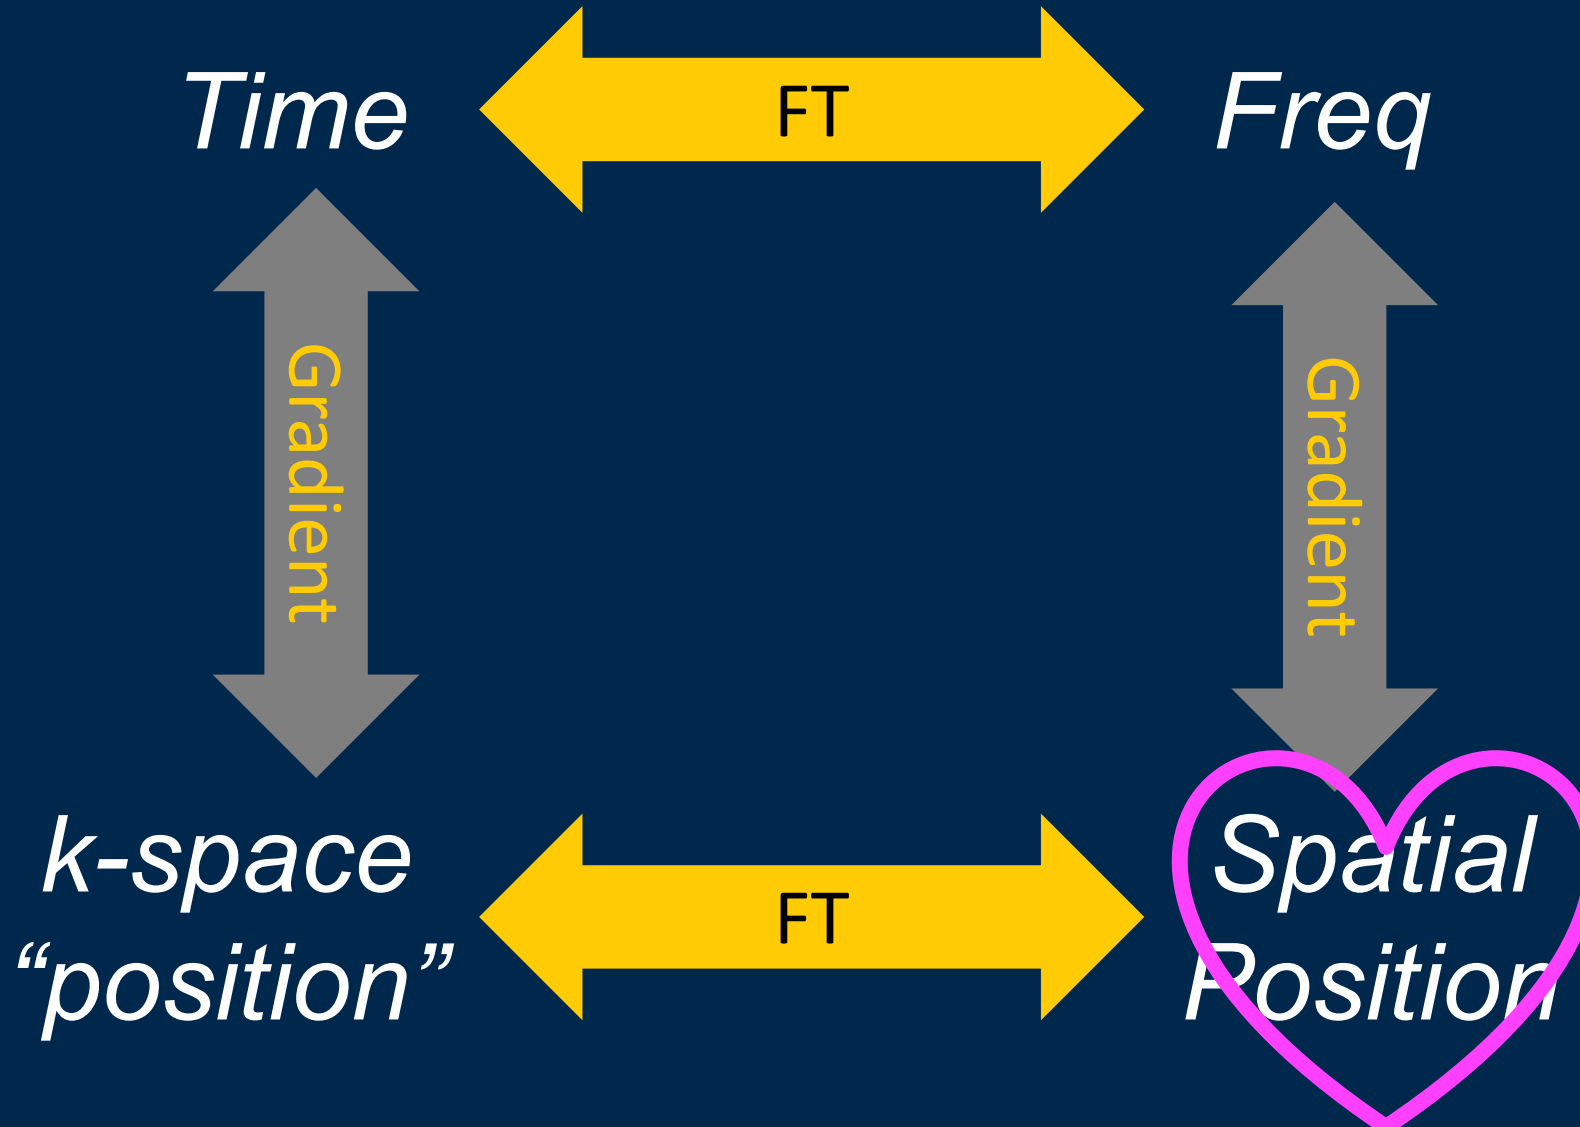 Time
FT
Freq
Gradient
Gradient
k-space
“position”
FT
Spatial
Position